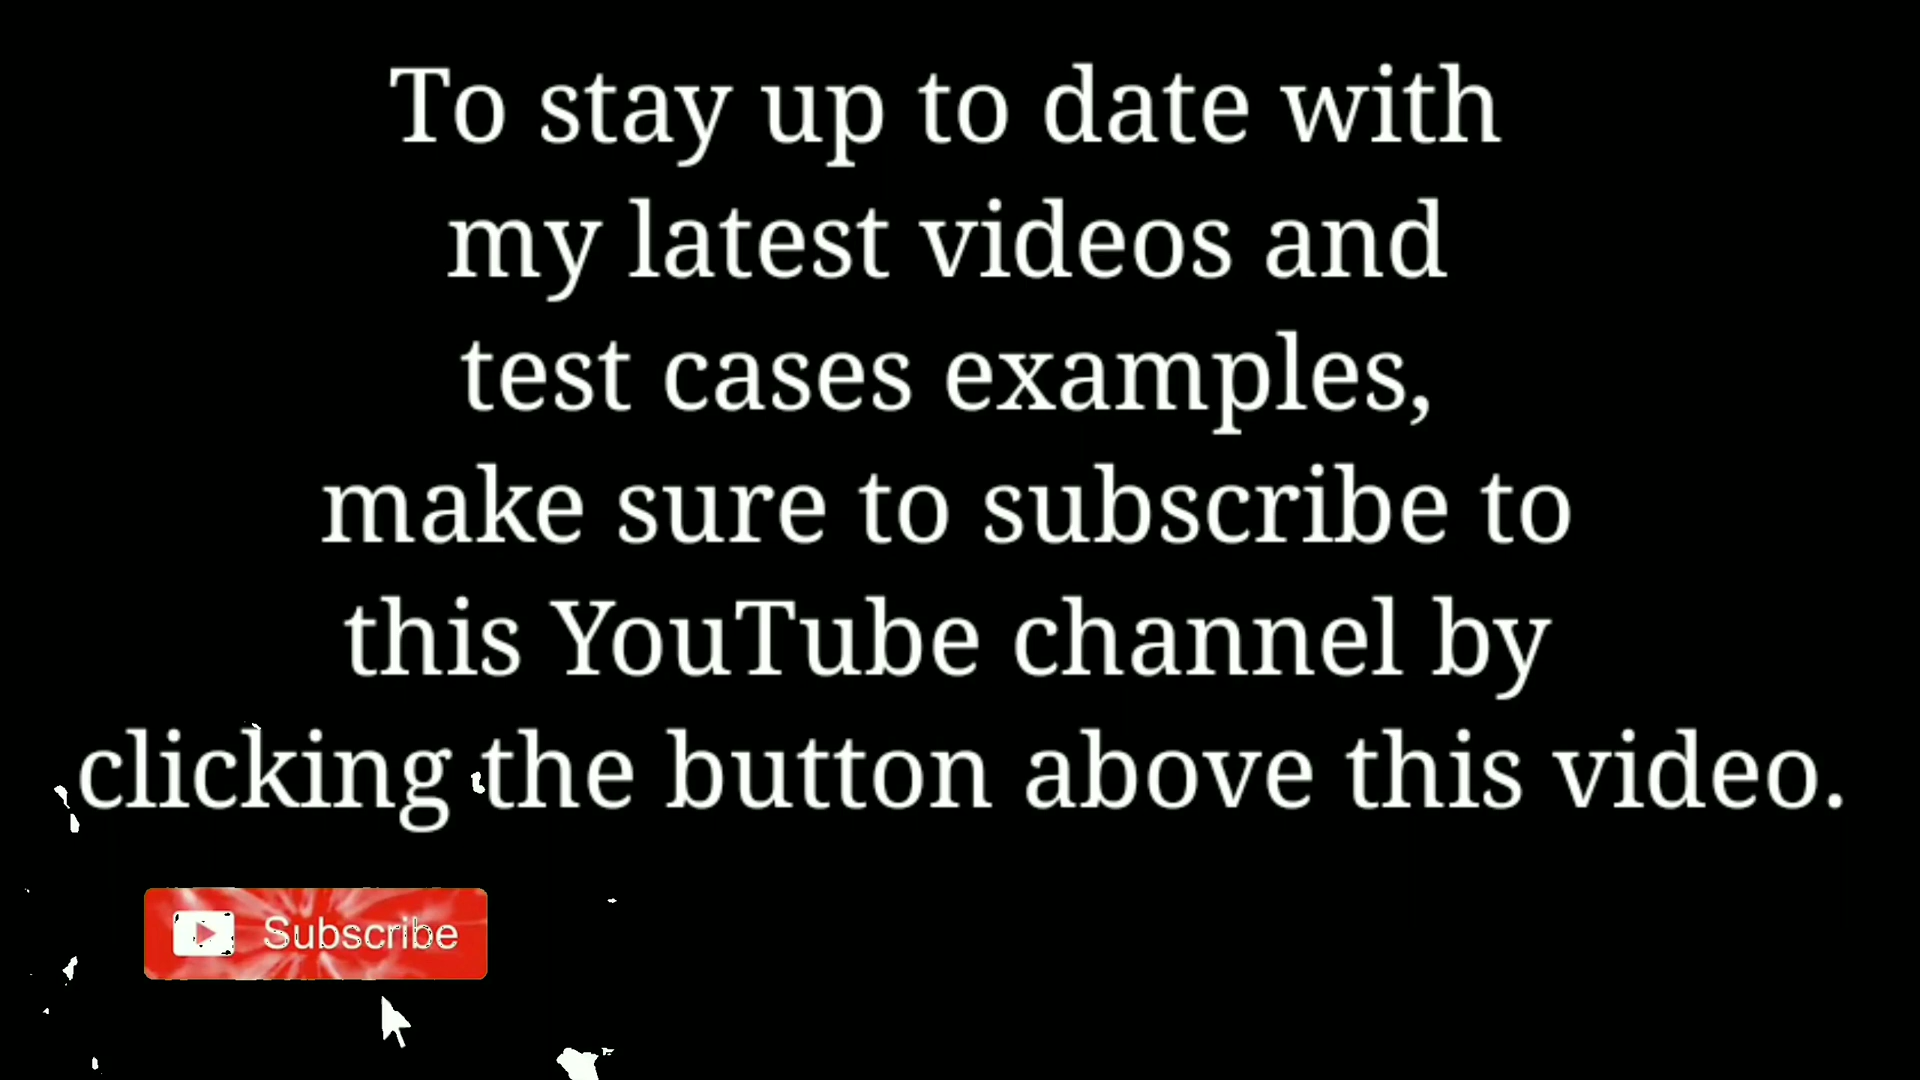 To stay up to date with
my latest videos and
test cases examples,
make sure to subscribe to
this YouTube channel by
clicking the button above this video.
Subscribe